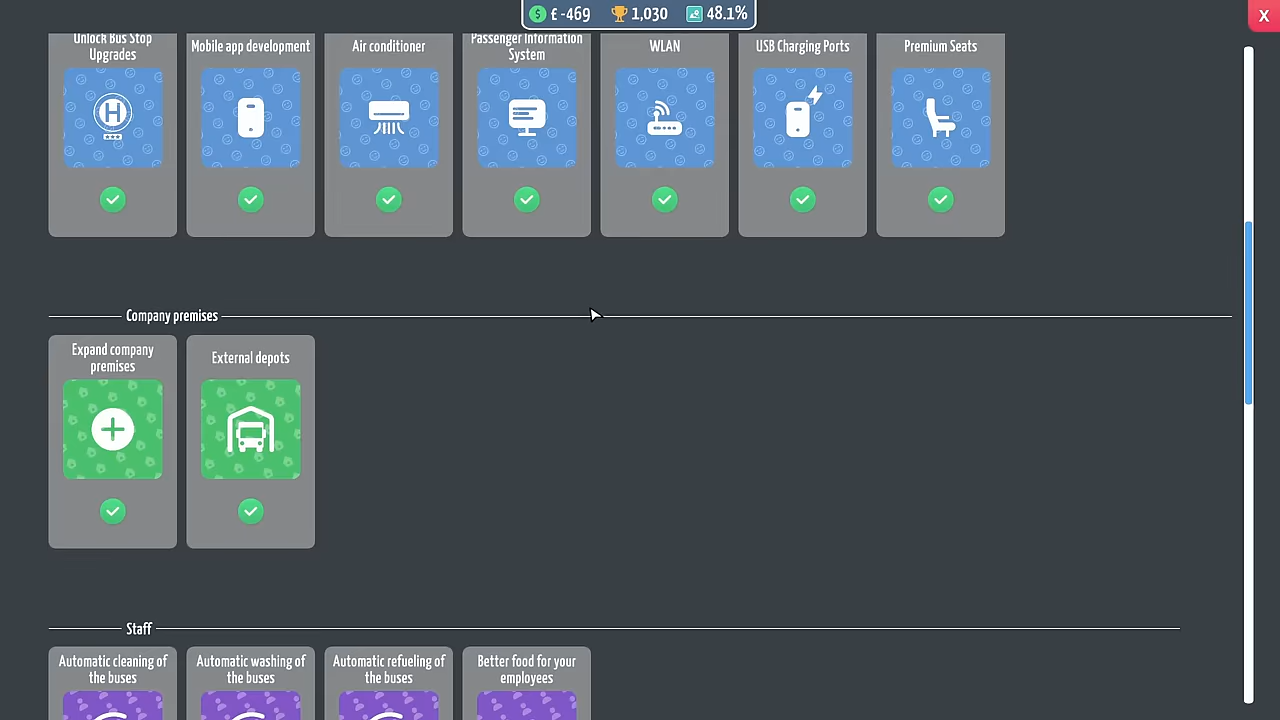 £ -469 1,030 48.1%
X
Unlock Bus Stop
Upgrades
Mobile app development
Air conditioner
Passenger Information
System
WLAN
USB Charging Ports
Premium Seats
H
Company premises
Expand company
premises
External depots
Staff
Automatic cleaning of
the buses
Automatic washing of
the buses
Automatic refueling of
the buses
Better food for your
employees